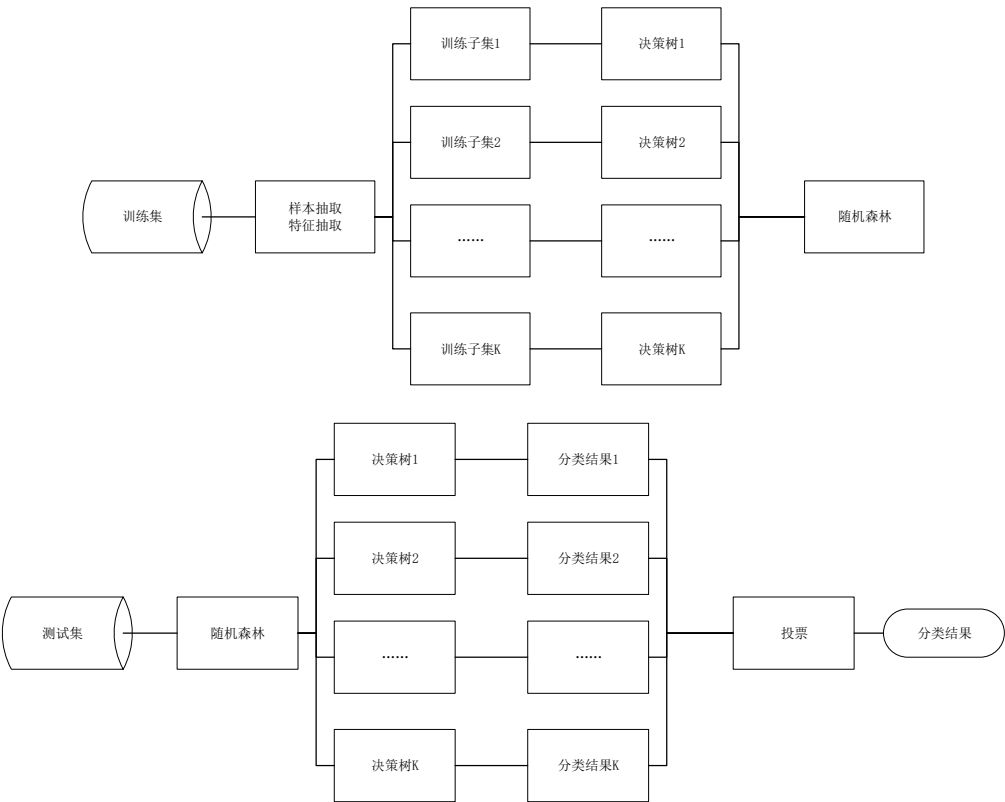 训练子集1
决策树1
训练子集2
决策树2
训练集
样本抽取
特征抽取
……
……
随机森林
训练子集K
决策树K
决策树1
分类结果1
决策树2
分类结果2
测试集
随机森林
……
……
投票
分类结果
决策树K
分类结果K